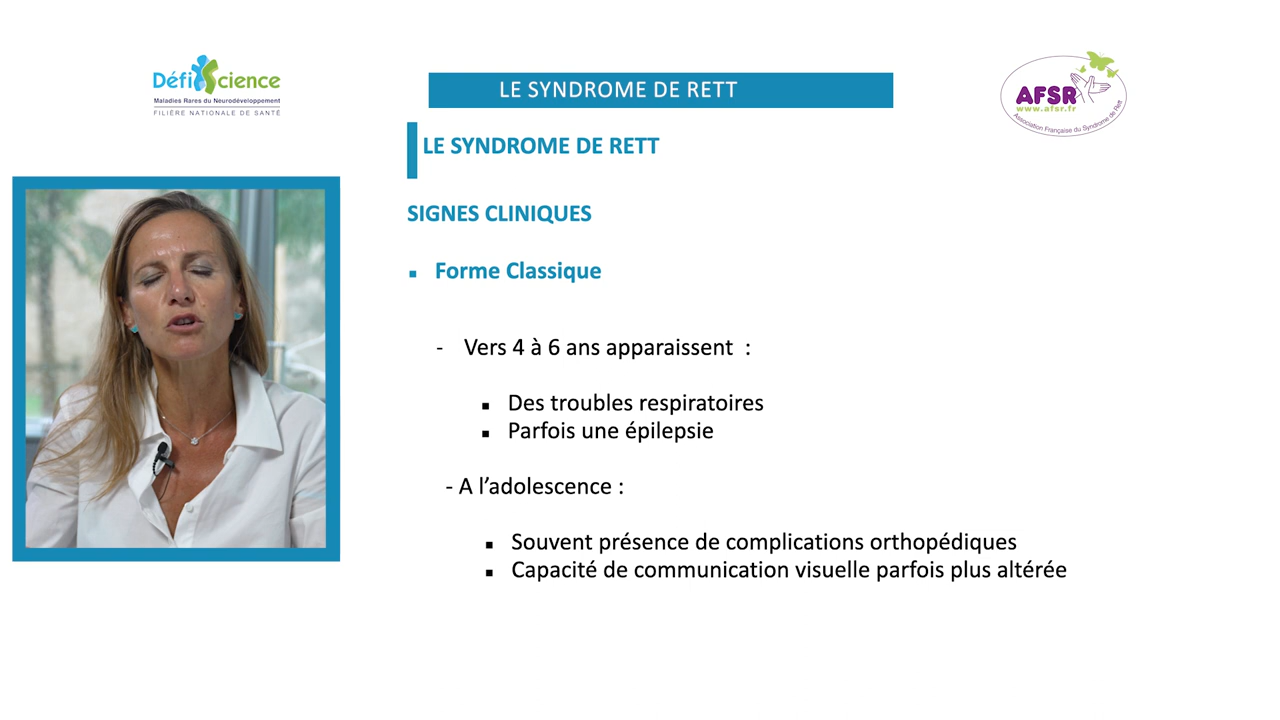 Défi Science
Maladies Rares du Neurodéveloppement
FILIÈRE NATIONALE DE SANTÉ
LE SYNDROME DE RETT
AFSR
www.afsr.fr
Association Française du Syndrome de Rett
LE SYNDROME DE RETT
SIGNES CLINIQUES
▪ Forme Classique
- Vers 4 à 6 ans apparaissent :
▪ Des troubles respiratoires
▪ Parfois une épilepsie
- A l’adolescence :
▪ Souvent présence de complications orthopédiques
▪ Capacité de communication visuelle parfois plus altérée